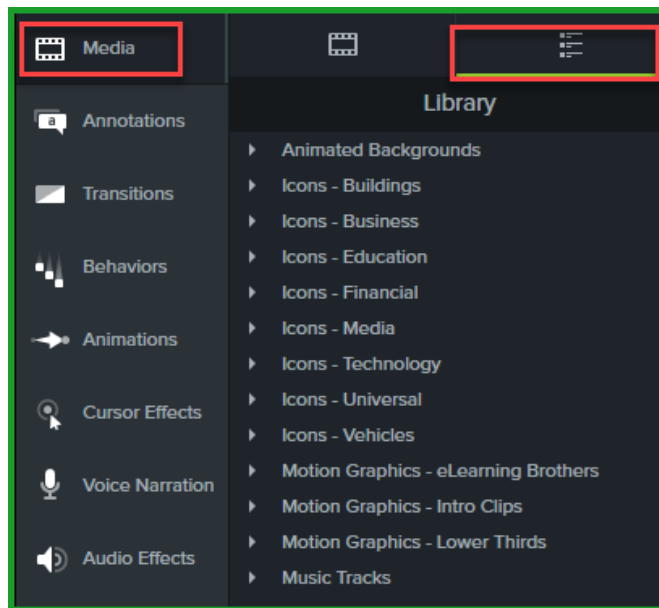 Media
Annotations
a
Transitions
Behaviors
Animations
Cursor Effects
Voice Narration
Audio Effects
Library
Animated Backgrounds
Icons - Buildings
Icons - Business
Icons - Education
Icons - Financial
Icons - Media
Icons - Technology
Icons - Universal
Icons - Vehicles
Motion Graphics - eLearning Brothers
Motion Graphics - Intro Clips
Motion Graphics - Lower Thirds
Music Tracks